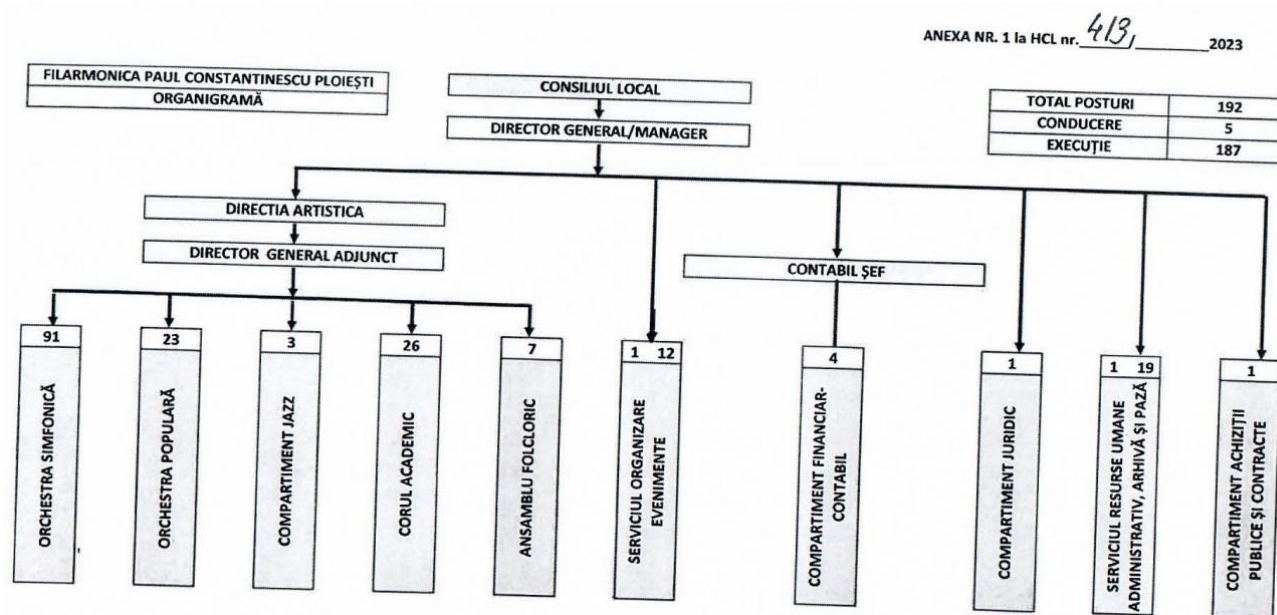 ANEXA NR. 1 la HCL nr. 413, ________ 2023
FILARMONICA PAUL CONSTANTINESCU PLOIEȘTI
ORGANIGRAMĂ
CONSILIUL LOCAL
DIRECTOR GENERAL/MANAGER
TOTAL POSTURI 192
CONDUCERE 5
EXECUȚIE 187
DIRECTIA ARTISTICA
DIRECTOR GENERAL ADJUNCT
CONTABIL ȘEF
91
ORCHESTRA SIMFONICĂ
23
ORCHESTRA POPULARĂ
3
COMPARTIMENT JAZZ
26
CORUL ACADEMIC
7
ANSAMBLU FOLCLORIC
1 12
SERVICIUL ORGANIZARE
EVENIMENTE
4
COMPARTIMENT FINANCIAR-
CONTABIL
1
COMPARTIMENT JURIDIC
1 19
SERVICIUL RESURSE UMANE
ADMINISTRATIV, ARHIVĂ ȘI PAZĂ
1
COMPARTIMENT ACHIZIȚII
PUBLICE ȘI CONTRACTE